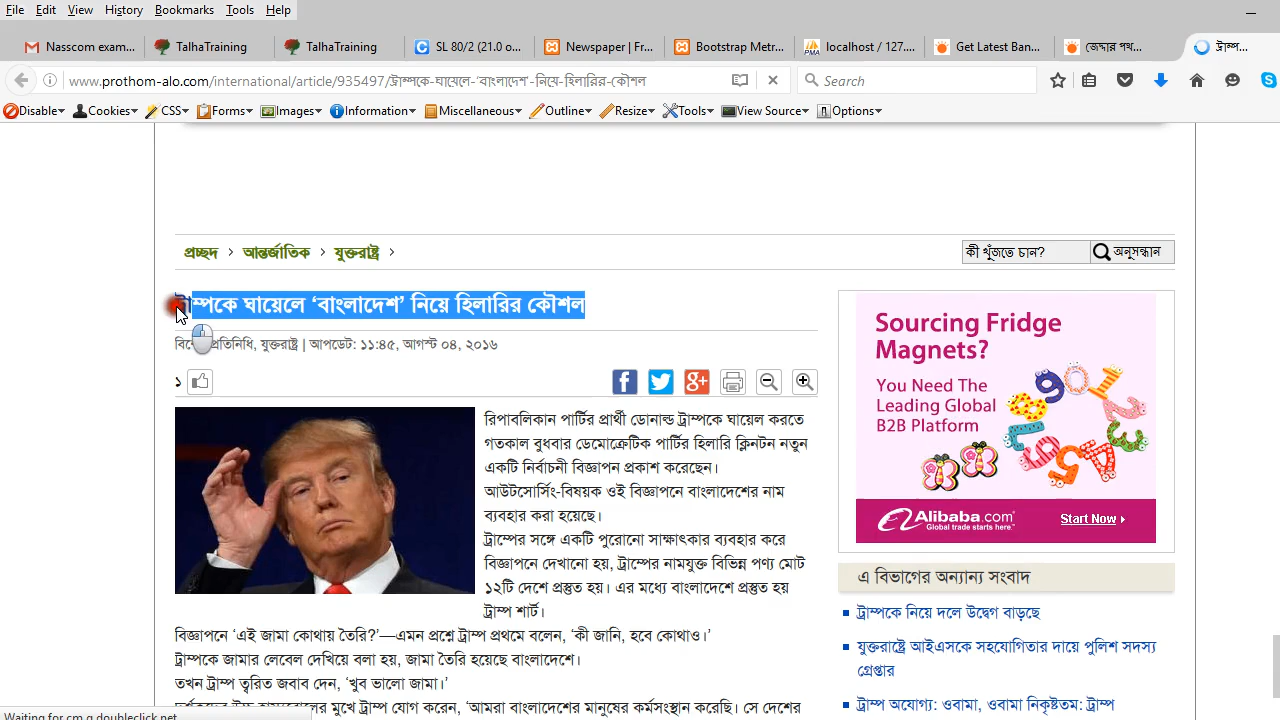 File Edit View History Bookmarks Tools Help
Nasscom exam... TalhaTraining TalhaTraining SL 80/2 (21.0 o... Newspaper | Fr... Bootstrap Metr... localhost / 127.... Get Latest Ban... জেদ্দার পথ... ট্রাম্প...
www.prothom-alo.com/international/article/935497/ট্রাম্পকে-ঘায়েলে-'বাংলাদেশ'-নিয়ে-হিলারির-কৌশল Search
Disable Cookies CSS Forms Images Information Miscellaneous Outline Resize Tools View Source Options
প্রচ্ছদ › আন্তর্জাতিক › যুক্তরাষ্ট্র ›
কী খুঁজতে চান? অনুসন্ধান
ট্রাম্পকে ঘায়েলে ‘বাংলাদেশ’ নিয়ে হিলারির কৌশল
প্রতিনিধি, যুক্তরাষ্ট্র | আপডেট: ১১:৪৫, আগস্ট ০৪, ২০১৬
১
রিপাবলিকান পার্টির প্রার্থী ডোনাল্ড ট্রাম্পকে ঘায়েল করতে
গতকাল বুধবার ডেমোক্রেটিক পার্টির হিলারি ক্লিনটন নতুন
একটি নির্বাচনী বিজ্ঞাপন প্রকাশ করেছেন।
আউটসোর্সিং-বিষয়ক ওই বিজ্ঞাপনে বাংলাদেশের নাম
ব্যবহার করা হয়েছে।
ট্রাম্পের সঙ্গে একটি পুরোনো সাক্ষাৎকার ব্যবহার করে
বিজ্ঞাপনে দেখানো হয়, ট্রাম্পের নামযুক্ত বিভিন্ন পণ্য মোট
১২টি দেশে প্রস্তুত হয়। এর মধ্যে বাংলাদেশে প্রস্তুত হয়
ট্রাম্প শার্ট।
বিজ্ঞাপনে ‘এই জামা কোথায় তৈরি?’—এমন প্রশ্নে ট্রাম্প প্রথমে বলেন, ‘কী জানি, হবে কোথাও।’
ট্রাম্পকে জামার লেবেল দেখিয়ে বলা হয়, জামা তৈরি হয়েছে বাংলাদেশে।
তখন ট্রাম্প ত্বরিত জবাব দেন, ‘খুব ভালো জামা।’
মুখে ট্রাম্প যোগ করেন, ‘আমরা বাংলাদেশের মানুষের কর্মসংস্থান করেছি। সে দেশের
Sourcing Fridge
Magnets?
You Need The
Leading Global
B2B Platform
Alibaba.com
Global trade starts here.
Start Now
এ বিভাগের অন্যান্য সংবাদ
ট্রাম্পকে নিয়ে দলে উদ্বেগ বাড়ছে
যুক্তরাষ্ট্রে আইএসকে সহযোগিতার দায়ে পুলিশ সদস্য
গ্রেপ্তার
ট্রাম্প অযোগ্য: ওবামা, ওবামা নিকৃষ্টতম: ট্রাম্প
Waiting for cm.g.doubleclick.net